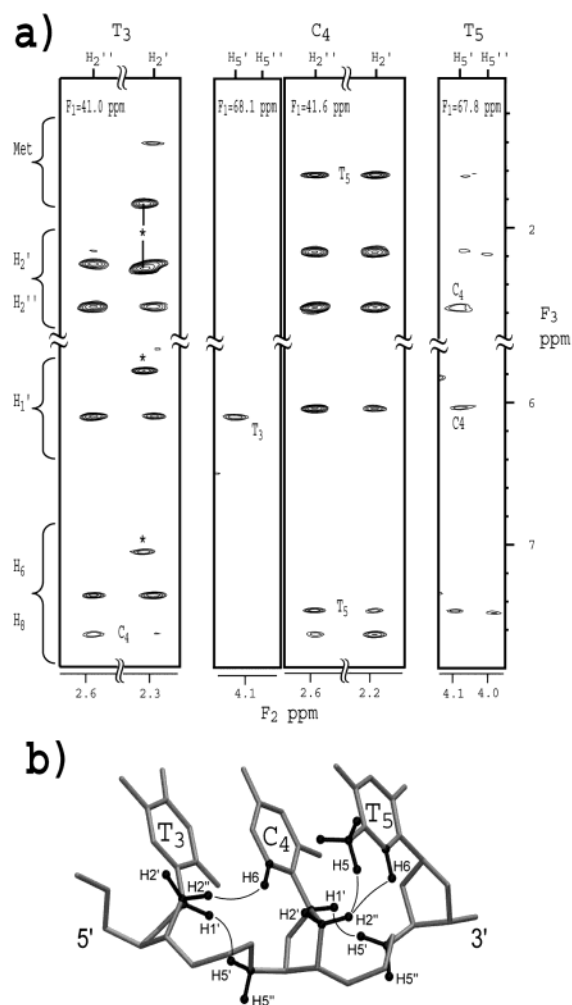 a)
T3 C4 T5
H2'' H2' H5' H5'' H2'' H2' H5' H5''
F1=41.0 ppm F1=68.1 ppm F1=41.6 ppm F1=67.8 ppm
Met
T5
*
2
H2'
C4
H2''
F3
ppm
*
H1'
6
T3
C4
*
7
H6
T5
H8
C4
2.6 2.3 4.1 2.6 2.2 4.1 4.0
F2 ppm
b)
T3 C4 T5
H2' H2'' H6 H5 H6
H1' H2' H1' H2''
5' H5' H5' 3'
H5'' H5''